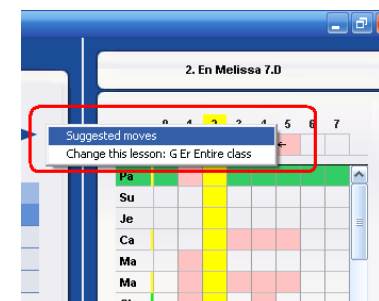 2. En Melissa 7.D
0 1 2 3 4 5 6 7
Suggested moves
Change this lesson: G Er Entire class
Pa
Su
Je
Ca
Ma
Ma